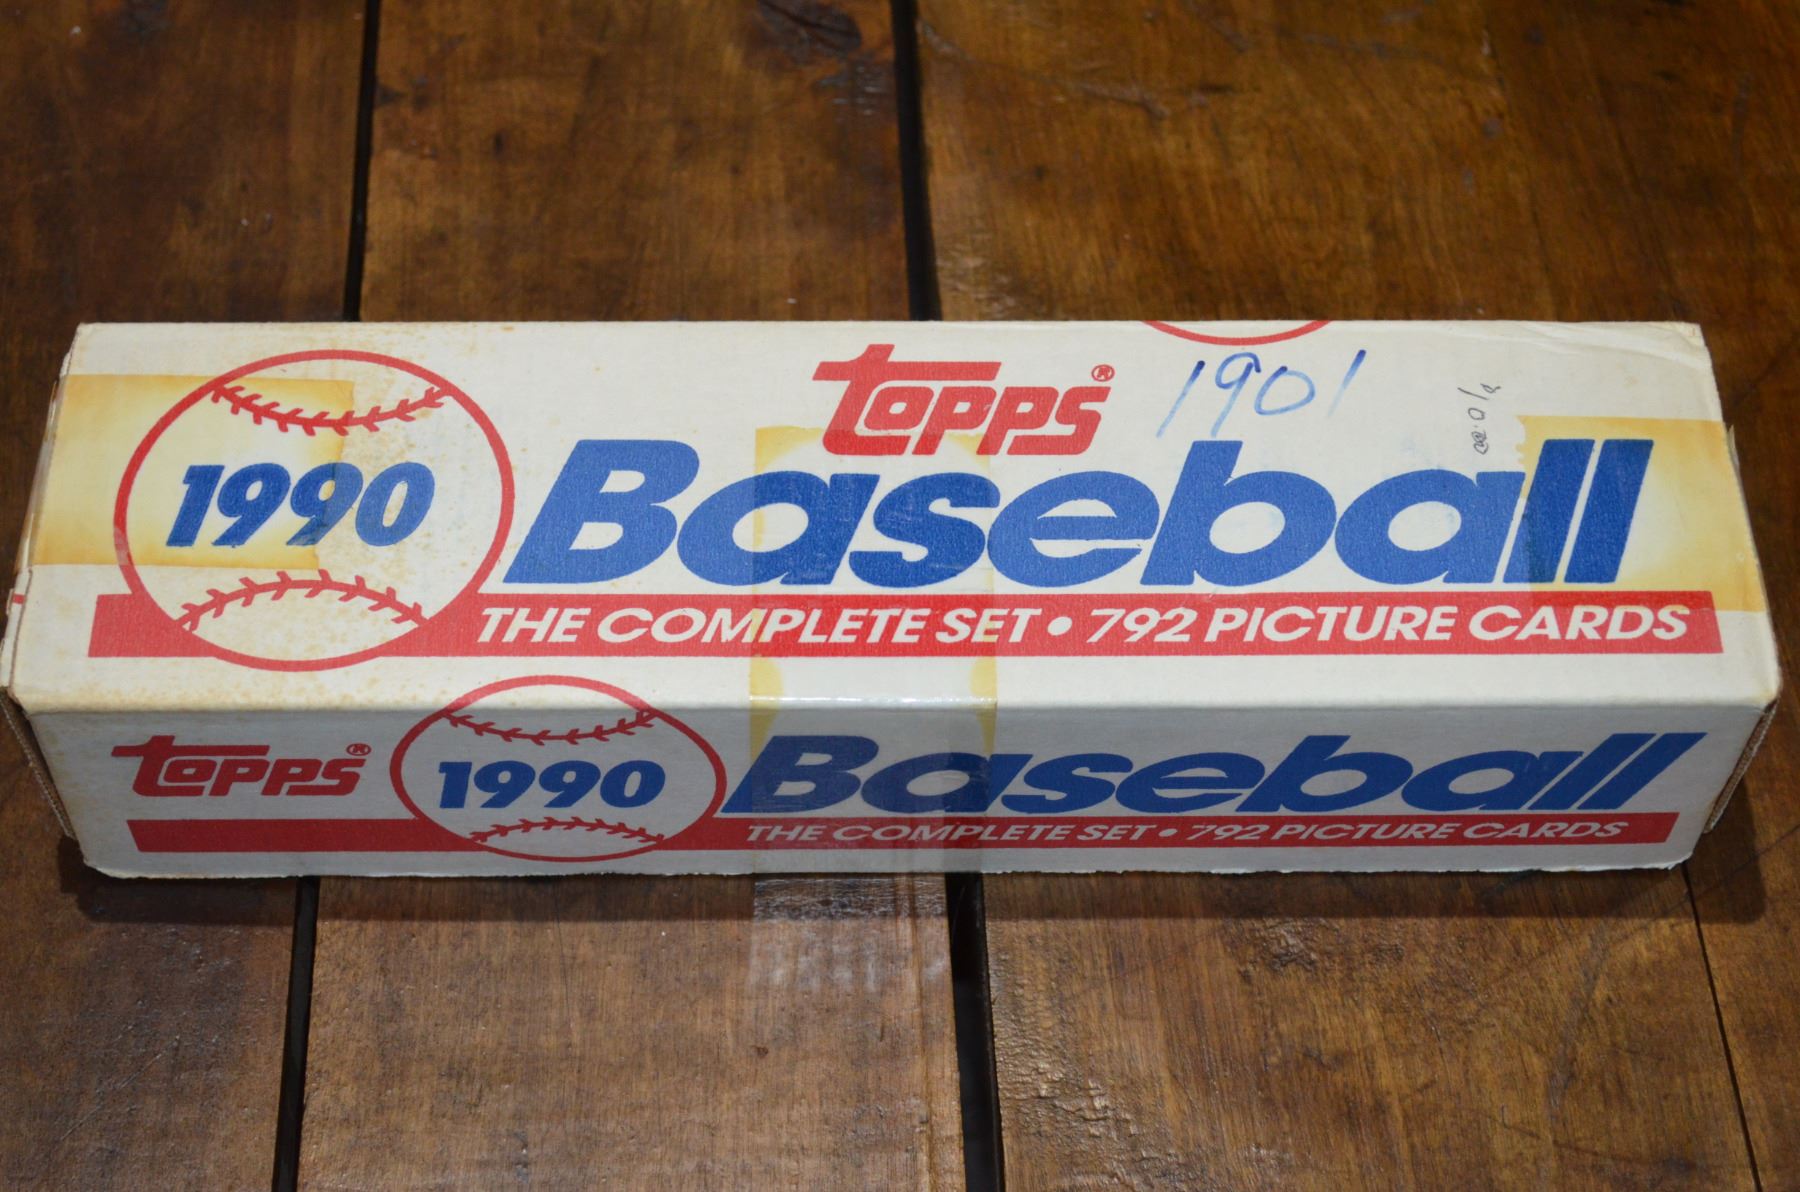 Topps®
1901
1990
Baseball
THE COMPLETE SET • 792 PICTURE CARDS
Topps®
1990
Baseball
THE COMPLETE SET • 792 PICTURE CARDS